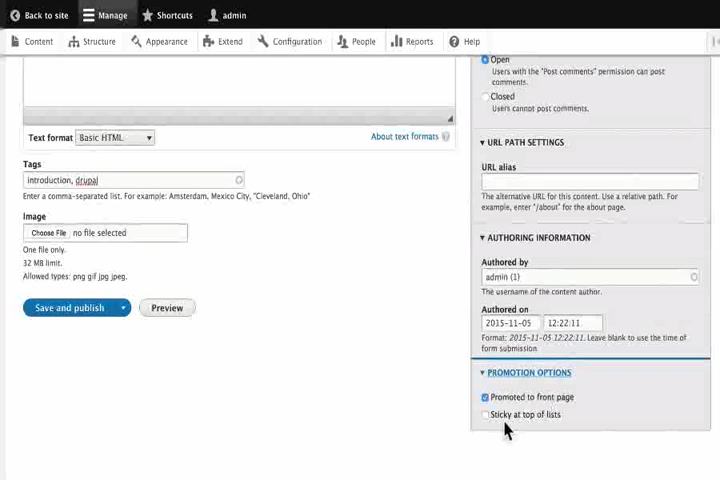 Back to site Manage Shortcuts admin
Content Structure Appearance Extend Configuration People Reports Help
Text format Basic HTML About text formats
Tags
introduction, drupal
Enter a comma-separated list. For example: Amsterdam, Mexico City, "Cleveland, Ohio"
Image
Choose File no file selected
One file only.
32 MB limit.
Allowed types: png gif jpg jpeg.
Save and publish Preview
Open
Users with the "Post comments" permission can post
comments.
Closed
Users cannot post comments.
URL PATH SETTINGS
URL alias
The alternative URL for this content. Use a relative path. For
example, enter "/about" for the about page.
AUTHORING INFORMATION
Authored by
admin (1)
The username of the content author.
Authored on
2015-11-05 12:22:11
Format: 2015-11-05 12:22:11. Leave blank to use the time of
form submission.
PROMOTION OPTIONS
Promoted to front page
Sticky at top of lists